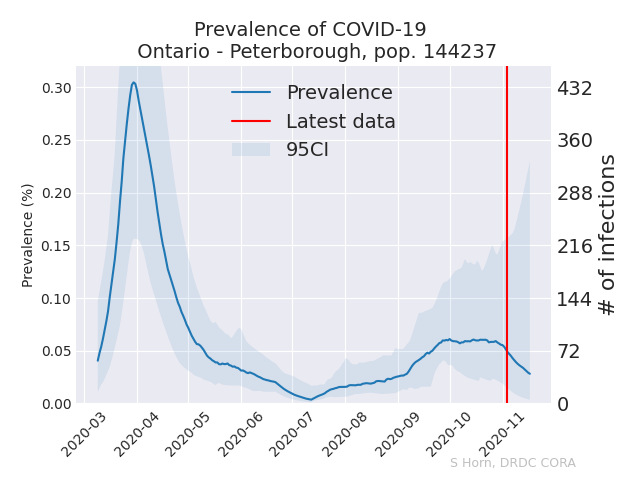 Prevalence of COVID-19
Ontario - Peterborough, pop. 144237
Prevalence
Latest data
95CI
Prevalence (%)
0.30
0.25
0.20
0.15
0.10
0.05
0.00
432
360
288
216
144
72
0
# of infections
2020-03
2020-04
2020-05
2020-06
2020-07
2020-08
2020-09
2020-10
2020-11
S Horn, DRDC CORA